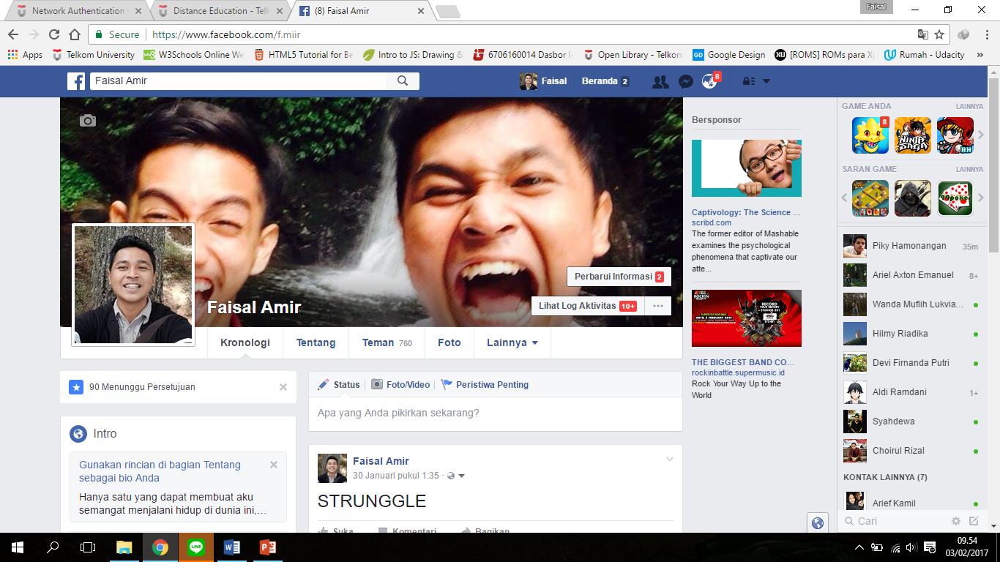 Network Authentication
Distance Education - Telk
(8) Faisal Amir
Faisal
Secure
https://www.facebook.com/f.miir
Apps
Telkom University
W3Schools Online We
HTML5 Tutorial for Be
Intro to JS: Drawing &
6706160014 Dasbor I-
Open Library - Telkom
Google Design
[ROMS] ROMs para Xp
Rumah - Udacity
»
Faisal Amir
Faisal
Beranda 2
8
Perbarui Informasi 2
Lihat Log Aktivitas 10+
Faisal Amir
Kronologi
Tentang
Teman 760
Foto
Lainnya
90 Menunggu Persetujuan
Intro
Gunakan rincian di bagian Tentang
sebagai bio Anda
Hanya satu yang dapat membuat aku
semangat menjalani hidup di dunia ini,...
Status
Foto/Video
Peristiwa Penting
Apa yang Anda pikirkan sekarang?
Faisal Amir
30 Januari pukul 1:35 ·
STRUNGGLE
Suka
Komentari
Bagikan
Bersponsor
Captivology: The Science ...
scribd.com
The former editor of Mashable
examines the psychological
phenomena that captivate our
atte...
THE BIGGEST BAND CO...
rockinbattle.supermusic.id
Rock Your Way Up to the
World
GAME ANDA
LAINNYA
8
NINJA SAGA
BH
SARAN GAME
LAINNYA
99poker
Piky Hamonangan 35m
Ariel Axton Emanuel 8+
Wanda Muflih Lukvia...
Hilmy Riadika
Devi Firnanda Putri
Aldi Ramdani 1+
Syahdewa
Choirul Rizal
KONTAK LAINNYA (7)
Arief Kamil
Cari
LINE
09.54
03/02/2017